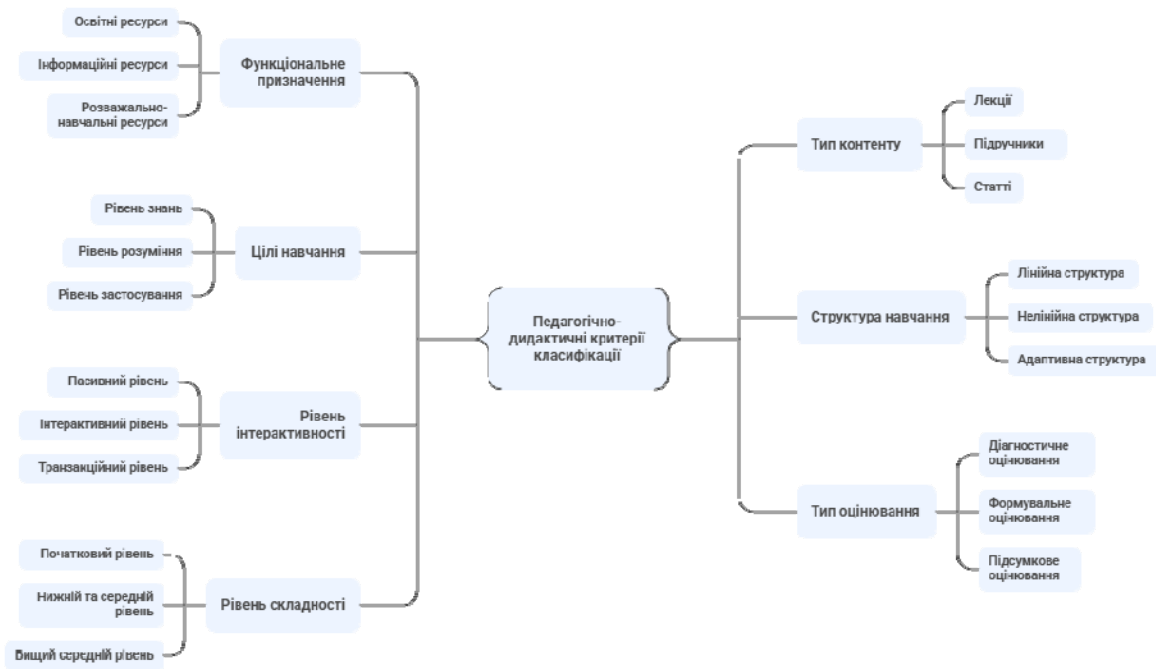 Освітні ресурси
Інформаційні ресурси
Розважально-
навчальні ресурси
Функціональне
призначення
Рівень знань
Рівень розуміння
Рівень застосування
Цілі навчання
Пасивний рівень
Інтерактивний рівень
Транзакційний рівень
Рівень
інтерактивності
Початковий рівень
Нижній та середній
рівень
Вищий середній рівень
Рівень складності
Педагогічно-
дидактичні критерії
класифікації
Тип контенту
Лекції
Підручники
Статті
Структура навчання
Лінійна структура
Нелінійна структура
Адаптивна структура
Тип оцінювання
Діагностичне
оцінювання
Формувальне
оцінювання
Підсумкове
оцінювання